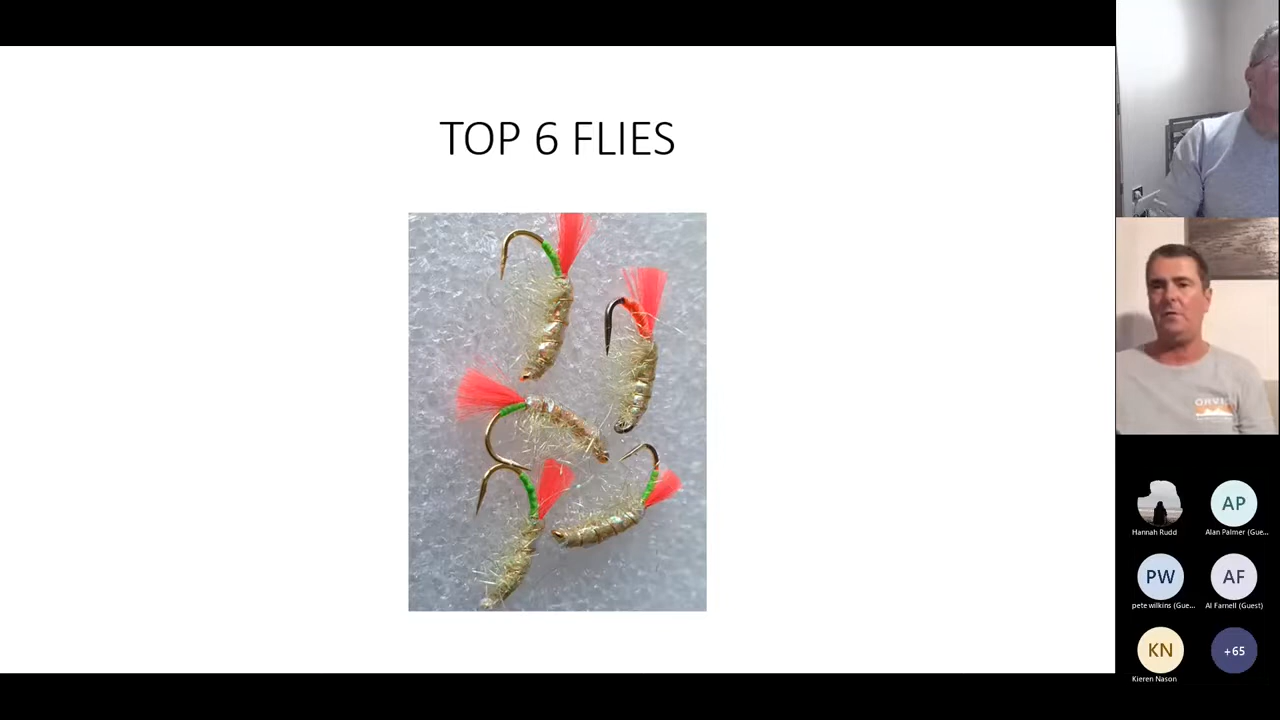 TOP 6 FLIES
ORVIS
Hannah Rudd
AP
Alan Palmer (Gue...
PW
pete wilkins (Gue...
AF
Al Farnell (Guest)
KN
Kieren Nason
+65